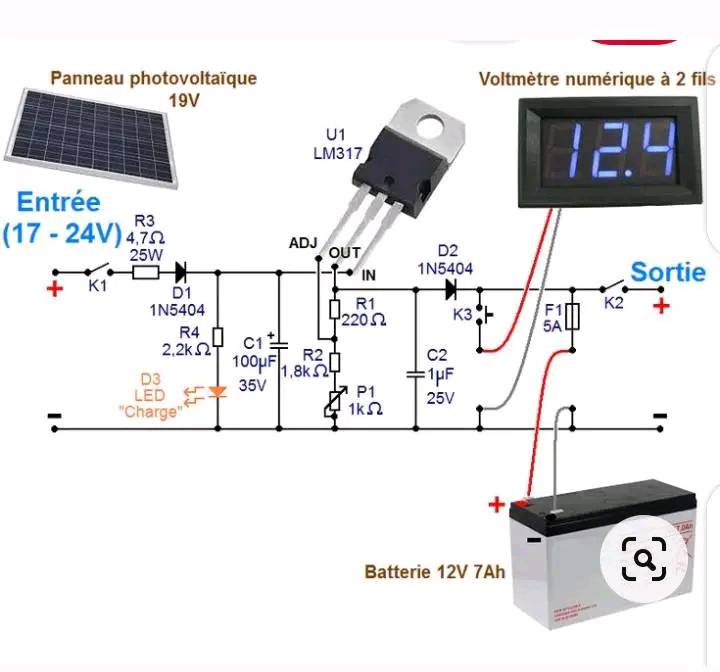 Panneau photovoltaïque
19V
Voltmètre numérique à 2 fils
12.4
U1
LM317
Entrée
(17 - 24V)
R3
4,7Ω
25W
ADJ
OUT
IN
D2
1N5404
Sortie
+
K1
D1
1N5404
R1
220Ω
K3
F1
5A
K2
+
R4
2,2kΩ
C1
+
100µF
35V
R2
1,8kΩ
C2
1µF
25V
D3
LED
"Charge"
P1
1kΩ
-
-
+
-
7.0Ah
Batterie 12V 7Ah